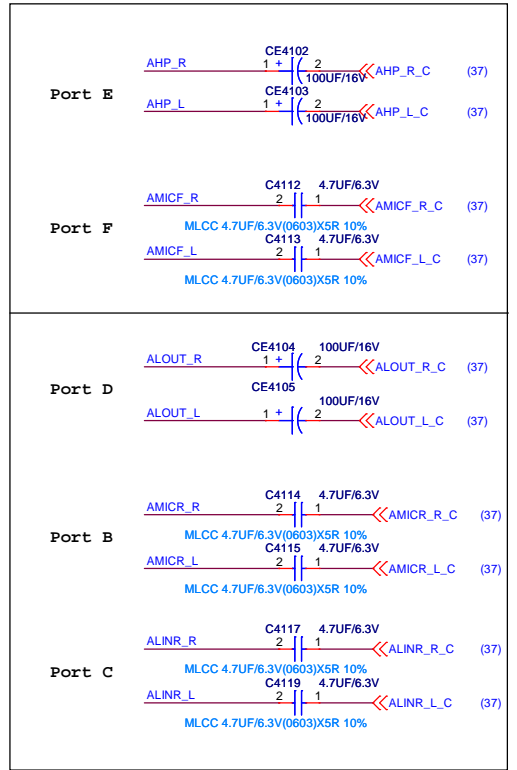 CE4102
AHP_R 1 + 2 AHP_R_C (37)
100UF/16V
Port E
CE4103
AHP_L 1 + 2 AHP_L_C (37)
100UF/16V
C4112 4.7UF/6.3V
AMICF_R 2 1 AMICF_R_C (37)
MLCC 4.7UF/6.3V(0603)X5R 10%
Port F
C4113 4.7UF/6.3V
AMICF_L 2 1 AMICF_L_C (37)
MLCC 4.7UF/6.3V(0603)X5R 10%
CE4104 100UF/16V
ALOUT_R 1 + 2 ALOUT_R_C (37)
Port D
CE4105 100UF/16V
ALOUT_L 1 + 2 ALOUT_L_C (37)
C4114 4.7UF/6.3V
AMICR_R 2 1 AMICR_R_C (37)
MLCC 4.7UF/6.3V(0603)X5R 10%
Port B
C4115 4.7UF/6.3V
AMICR_L 2 1 AMICR_L_C (37)
MLCC 4.7UF/6.3V(0603)X5R 10%
C4117 4.7UF/6.3V
ALINR_R 2 1 ALINR_R_C (37)
MLCC 4.7UF/6.3V(0603)X5R 10%
Port C
C4119 4.7UF/6.3V
ALINR_L 2 1 ALINR_L_C (37)
MLCC 4.7UF/6.3V(0603)X5R 10%